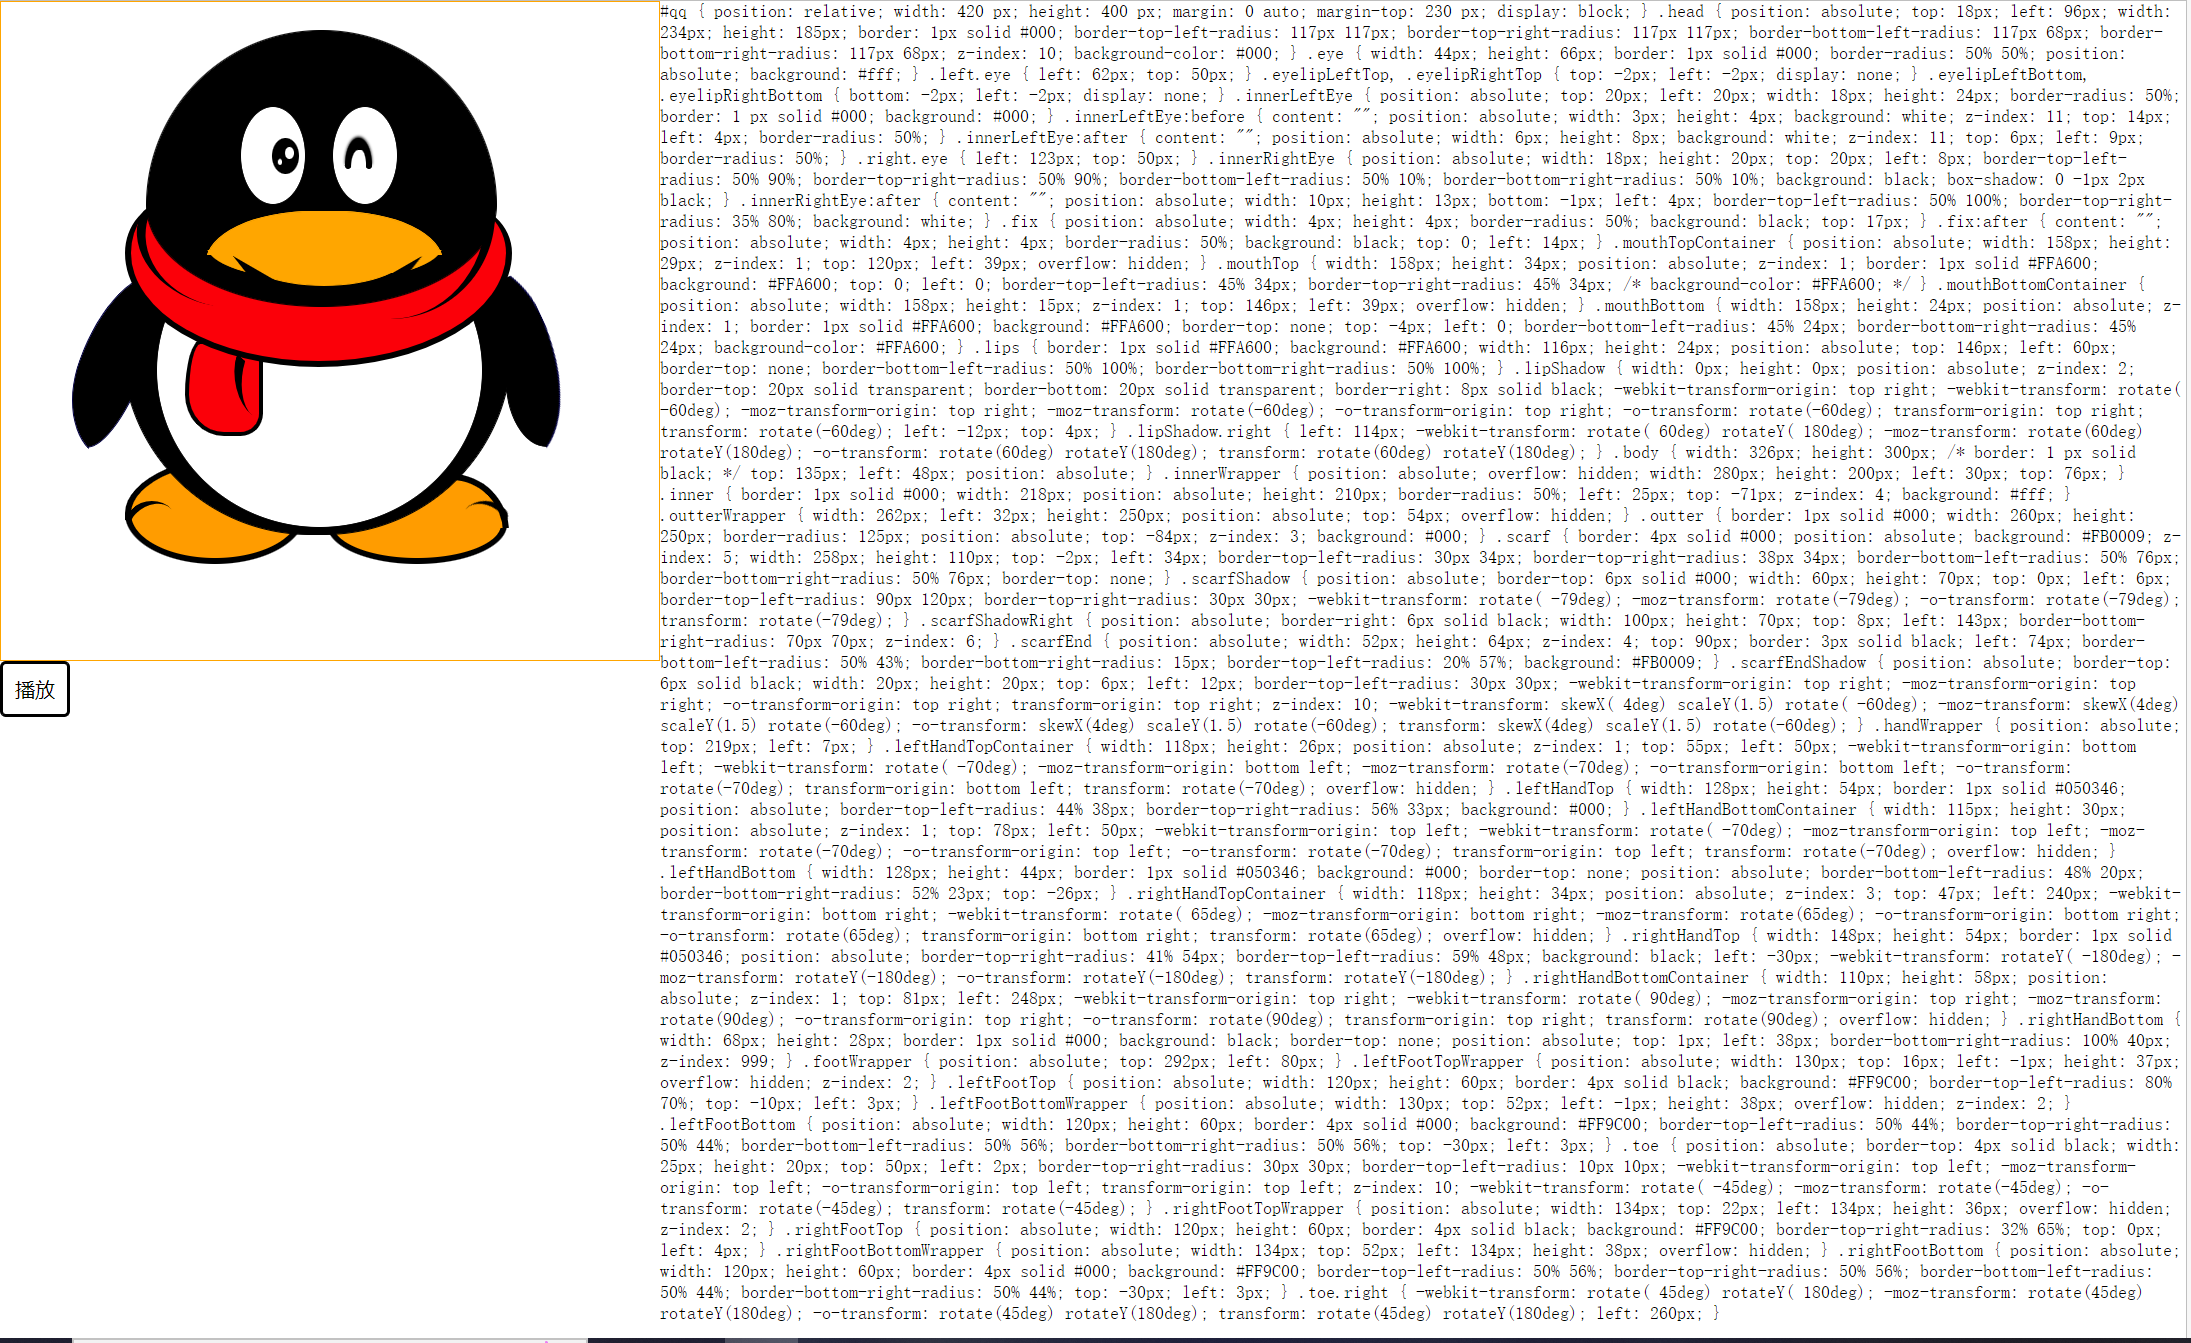 #qq { position: relative; width: 420 px; height: 400 px; margin: 0 auto; margin-top: 230 px; display: block; } .head { position: absolute; top: 18px; left: 96px; width:
234px; height: 185px; border: 1px solid #000; border-top-left-radius: 117px 117px; border-top-right-radius: 117px 117px; border-bottom-left-radius: 117px 68px; border-
bottom-right-radius: 117px 68px; z-index: 10; background-color: #000; } .eye { width: 44px; height: 66px; border: 1px solid #000; border-radius: 50% 50%; position:
absolute; background: #fff; } .left.eye { left: 62px; top: 50px; } .eyelipLeftTop, .eyelipRightTop { top: -2px; left: -2px; display: none; } .eyelipLeftBottom,
.eyelipRightBottom { bottom: -2px; left: -2px; display: none; } .innerLeftEye { position: absolute; top: 20px; left: 20px; width: 18px; height: 24px; border-radius: 50%;
border: 1 px solid #000; background: #000; } .innerLeftEye:before { content: ""; position: absolute; width: 3px; height: 4px; background: white; z-index: 11; top: 14px;
left: 4px; border-radius: 50%; } .innerLeftEye:after { content: ""; position: absolute; width: 6px; height: 8px; background: white; z-index: 11; top: 6px; left: 9px;
border-radius: 50%; } .right.eye { left: 123px; top: 50px; } .innerRightEye { position: absolute; width: 18px; height: 20px; top: 20px; left: 8px; border-top-left-
radius: 50% 90%; border-top-right-radius: 50% 90%; border-bottom-left-radius: 50% 10%; border-bottom-right-radius: 50% 10%; background: black; box-shadow: 0 -1px 2px
black; } .innerRightEye:after { content: ""; position: absolute; width: 10px; height: 13px; bottom: -1px; left: 4px; border-top-left-radius: 50% 100%; border-top-right-
radius: 35% 80%; background: white; } .fix { position: absolute; width: 4px; height: 4px; border-radius: 50%; background: black; top: 17px; } .fix:after { content: "";
position: absolute; width: 4px; height: 4px; border-radius: 50%; background: black; top: 0; left: 14px; } .mouthTopContainer { position: absolute; width: 158px; height:
29px; z-index: 1; top: 120px; left: 39px; overflow: hidden; } .mouthTop { width: 158px; height: 34px; position: absolute; z-index: 1; border: 1px solid #FFA600;
background: #FFA600; top: 0; left: 0; border-top-left-radius: 45% 34px; border-top-right-radius: 45% 34px; /* background-color: #FFA600; */ } .mouthBottomContainer {
position: absolute; width: 158px; height: 15px; z-index: 1; top: 146px; left: 39px; overflow: hidden; } .mouthBottom { width: 158px; height: 24px; position: absolute; z-
index: 1; border: 1px solid #FFA600; background: #FFA600; border-top: none; top: -4px; left: 0; border-bottom-left-radius: 45% 24px; border-bottom-right-radius: 45%
24px; background-color: #FFA600; } .lips { border: 1px solid #FFA600; background: #FFA600; width: 116px; height: 24px; position: absolute; top: 146px; left: 60px;
border-top: none; border-bottom-left-radius: 50% 100%; border-bottom-right-radius: 50% 100%; } .lipShadow { width: 0px; height: 0px; position: absolute; z-index: 2;
border-top: 20px solid transparent; border-bottom: 20px solid transparent; border-right: 8px solid black; -webkit-transform-origin: top right; -webkit-transform: rotate(
-60deg); -moz-transform-origin: top right; -moz-transform: rotate(-60deg); -o-transform-origin: top right; -o-transform: rotate(-60deg); transform-origin: top right;
transform: rotate(-60deg); left: -12px; top: 4px; } .lipShadow.right { left: 114px; -webkit-transform: rotate( 60deg) rotateY( 180deg); -moz-transform: rotate(60deg)
rotateY(180deg); -o-transform: rotate(60deg) rotateY(180deg); transform: rotate(60deg) rotateY(180deg); } .body { width: 326px; height: 300px; /* border: 1 px solid
black; */ top: 135px; left: 48px; position: absolute; } .innerWrapper { position: absolute; overflow: hidden; width: 280px; height: 200px; left: 30px; top: 76px; }
.inner { border: 1px solid #000; width: 218px; position: absolute; height: 210px; border-radius: 50%; left: 25px; top: -71px; z-index: 4; background: #fff; }
.outterWrapper { width: 262px; left: 32px; height: 250px; position: absolute; top: 54px; overflow: hidden; } .outter { border: 1px solid #000; width: 260px; height:
250px; border-radius: 125px; position: absolute; top: -84px; z-index: 3; background: #000; } .scarf { border: 4px solid #000; position: absolute; background: #FB0009; z-
index: 5; width: 258px; height: 110px; top: -2px; left: 34px; border-top-left-radius: 30px 34px; border-top-right-radius: 38px 34px; border-bottom-left-radius: 50% 76px;
border-bottom-right-radius: 50% 76px; border-top: none; } .scarfShadow { position: absolute; border-top: 6px solid #000; width: 60px; height: 70px; top: 0px; left: 6px;
border-top-left-radius: 90px 120px; border-top-right-radius: 30px 30px; -webkit-transform: rotate( -79deg); -moz-transform: rotate(-79deg); -o-transform: rotate(-79deg);
transform: rotate(-79deg); } .scarfShadowRight { position: absolute; border-right: 6px solid black; width: 100px; height: 70px; top: 8px; left: 143px; border-bottom-
right-radius: 70px 70px; z-index: 6; } .scarfEnd { position: absolute; width: 52px; height: 64px; z-index: 4; top: 90px; border: 3px solid black; left: 74px; border-
bottom-left-radius: 50% 43%; border-bottom-right-radius: 15px; border-top-left-radius: 20% 57%; background: #FB0009; } .scarfEndShadow { position: absolute; border-top:
6px solid black; width: 20px; height: 20px; top: 6px; left: 12px; border-top-left-radius: 30px 30px; -webkit-transform-origin: top right; -moz-transform-origin: top
right; -o-transform-origin: top right; transform-origin: top right; z-index: 10; -webkit-transform: skewX( 4deg) scaleY(1.5) rotate( -60deg); -moz-transform: skewX(4deg)
scaleY(1.5) rotate(-60deg); -o-transform: skewX(4deg) scaleY(1.5) rotate(-60deg); transform: skewX(4deg) scaleY(1.5) rotate(-60deg); } .handWrapper { position: absolute;
top: 219px; left: 7px; } .leftHandTopContainer { width: 118px; height: 26px; position: absolute; z-index: 1; top: 55px; left: 50px; -webkit-transform-origin: bottom
left; -webkit-transform: rotate( -70deg); -moz-transform-origin: bottom left; -moz-transform: rotate(-70deg); -o-transform-origin: bottom left; -o-transform:
rotate(-70deg); transform-origin: bottom left; transform: rotate(-70deg); overflow: hidden; } .leftHandTop { width: 128px; height: 54px; border: 1px solid #050346;
position: absolute; border-top-left-radius: 44% 38px; border-top-right-radius: 56% 33px; background: #000; } .leftHandBottomContainer { width: 115px; height: 30px;
position: absolute; z-index: 1; top: 78px; left: 50px; -webkit-transform-origin: top left; -webkit-transform: rotate( -70deg); -moz-transform-origin: top left; -moz-
transform: rotate(-70deg); -o-transform-origin: top left; -o-transform: rotate(-70deg); transform-origin: top left; transform: rotate(-70deg); overflow: hidden; }
.leftHandBottom { width: 128px; height: 44px; border: 1px solid #050346; background: #000; border-top: none; position: absolute; border-bottom-left-radius: 48% 20px;
border-bottom-right-radius: 52% 23px; top: -26px; } .rightHandTopContainer { width: 118px; height: 34px; position: absolute; z-index: 3; top: 47px; left: 240px; -webkit-
transform-origin: bottom right; -webkit-transform: rotate( 65deg); -moz-transform-origin: bottom right; -moz-transform: rotate(65deg); -o-transform-origin: bottom right;
-o-transform: rotate(65deg); transform-origin: bottom right; transform: rotate(65deg); overflow: hidden; } .rightHandTop { width: 148px; height: 54px; border: 1px solid
#050346; position: absolute; border-top-right-radius: 41% 54px; border-top-left-radius: 59% 48px; background: black; left: -30px; -webkit-transform: rotateY( -180deg); -
moz-transform: rotateY(-180deg); -o-transform: rotateY(-180deg); transform: rotateY(-180deg); } .rightHandBottomContainer { width: 110px; height: 58px; position:
absolute; z-index: 1; top: 81px; left: 248px; -webkit-transform-origin: top right; -webkit-transform: rotate( 90deg); -moz-transform-origin: top right; -moz-transform:
rotate(90deg); -o-transform-origin: top right; -o-transform: rotate(90deg); transform-origin: top right; transform: rotate(90deg); overflow: hidden; } .rightHandBottom {
width: 68px; height: 28px; border: 1px solid #000; background: black; border-top: none; position: absolute; top: 1px; left: 38px; border-bottom-right-radius: 100% 40px;
z-index: 999; } .footWrapper { position: absolute; top: 292px; left: 80px; } .leftFootTopWrapper { position: absolute; width: 130px; top: 16px; left: -1px; height: 37px;
overflow: hidden; z-index: 2; } .leftFootTop { position: absolute; width: 120px; height: 60px; border: 4px solid black; background: #FF9C00; border-top-left-radius: 80%
70%; top: -10px; left: 3px; } .leftFootBottomWrapper { position: absolute; width: 130px; top: 52px; left: -1px; height: 38px; overflow: hidden; z-index: 2; }
.leftFootBottom { position: absolute; width: 120px; height: 60px; border: 4px solid #000; background: #FF9C00; border-top-left-radius: 50% 44%; border-top-right-radius:
50% 44%; border-bottom-left-radius: 50% 56%; border-bottom-right-radius: 50% 56%; top: -30px; left: 3px; } .toe { position: absolute; border-top: 4px solid black; width:
25px; height: 20px; top: 50px; left: 2px; border-top-right-radius: 30px 30px; border-top-left-radius: 10px 10px; -webkit-transform-origin: top left; -moz-transform-
origin: top left; -o-transform-origin: top left; transform-origin: top left; z-index: 10; -webkit-transform: rotate( -45deg); -moz-transform: rotate(-45deg); -o-
transform: rotate(-45deg); transform: rotate(-45deg); } .rightFootTopWrapper { position: absolute; width: 134px; top: 22px; left: 134px; height: 36px; overflow: hidden;
z-index: 2; } .rightFootTop { position: absolute; width: 120px; height: 60px; border: 4px solid black; background: #FF9C00; border-top-right-radius: 32% 65%; top: 0px;
left: 4px; } .rightFootBottomWrapper { position: absolute; width: 134px; top: 52px; left: 134px; height: 38px; overflow: hidden; } .rightFootBottom { position: absolute;
width: 120px; height: 60px; border: 4px solid #000; background: #FF9C00; border-top-left-radius: 50% 56%; border-top-right-radius: 50% 56%; border-bottom-left-radius:
50% 44%; border-bottom-right-radius: 50% 44%; top: -30px; left: 3px; } .toe.right { -webkit-transform: rotate( 45deg) rotateY( 180deg); -moz-transform: rotate(45deg)
rotateY(180deg); -o-transform: rotate(45deg) rotateY(180deg); transform: rotate(45deg) rotateY(180deg); left: 260px; }
播放